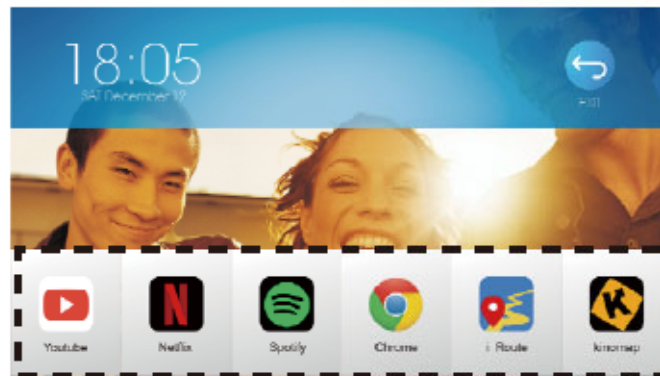 18:05
SAT December 12
EXIT
Youtube
Netflix
Spotify
Chrome
i Route
kinomap